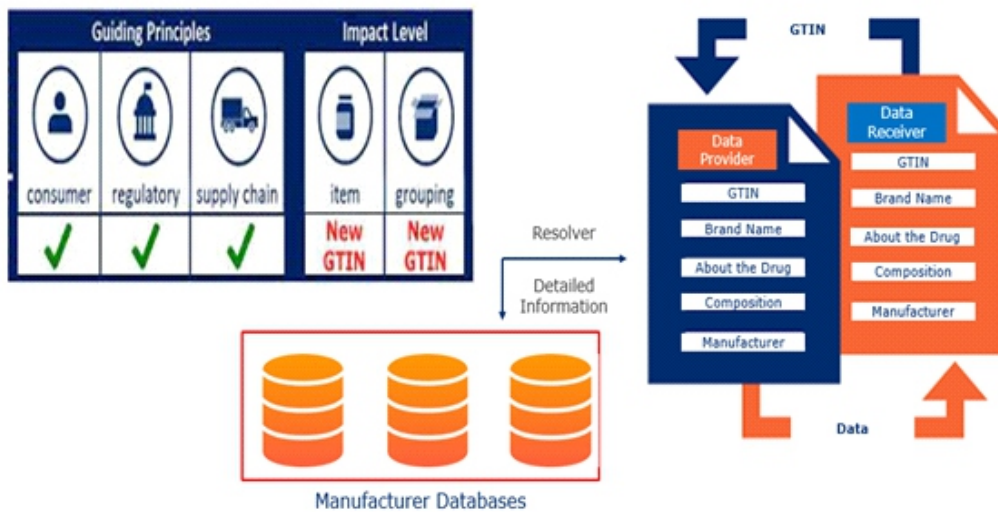 Guiding Principles
Impact Level
consumer
regulatory
supply chain
item
grouping
New
GTIN
New
GTIN
GTIN
Data
Provider
GTIN
Brand Name
About the Drug
Composition
Manufacturer
Data
Receiver
GTIN
Brand Name
About the Drug
Composition
Manufacturer
Data
Resolver
Detailed
Information
Manufacturer Databases